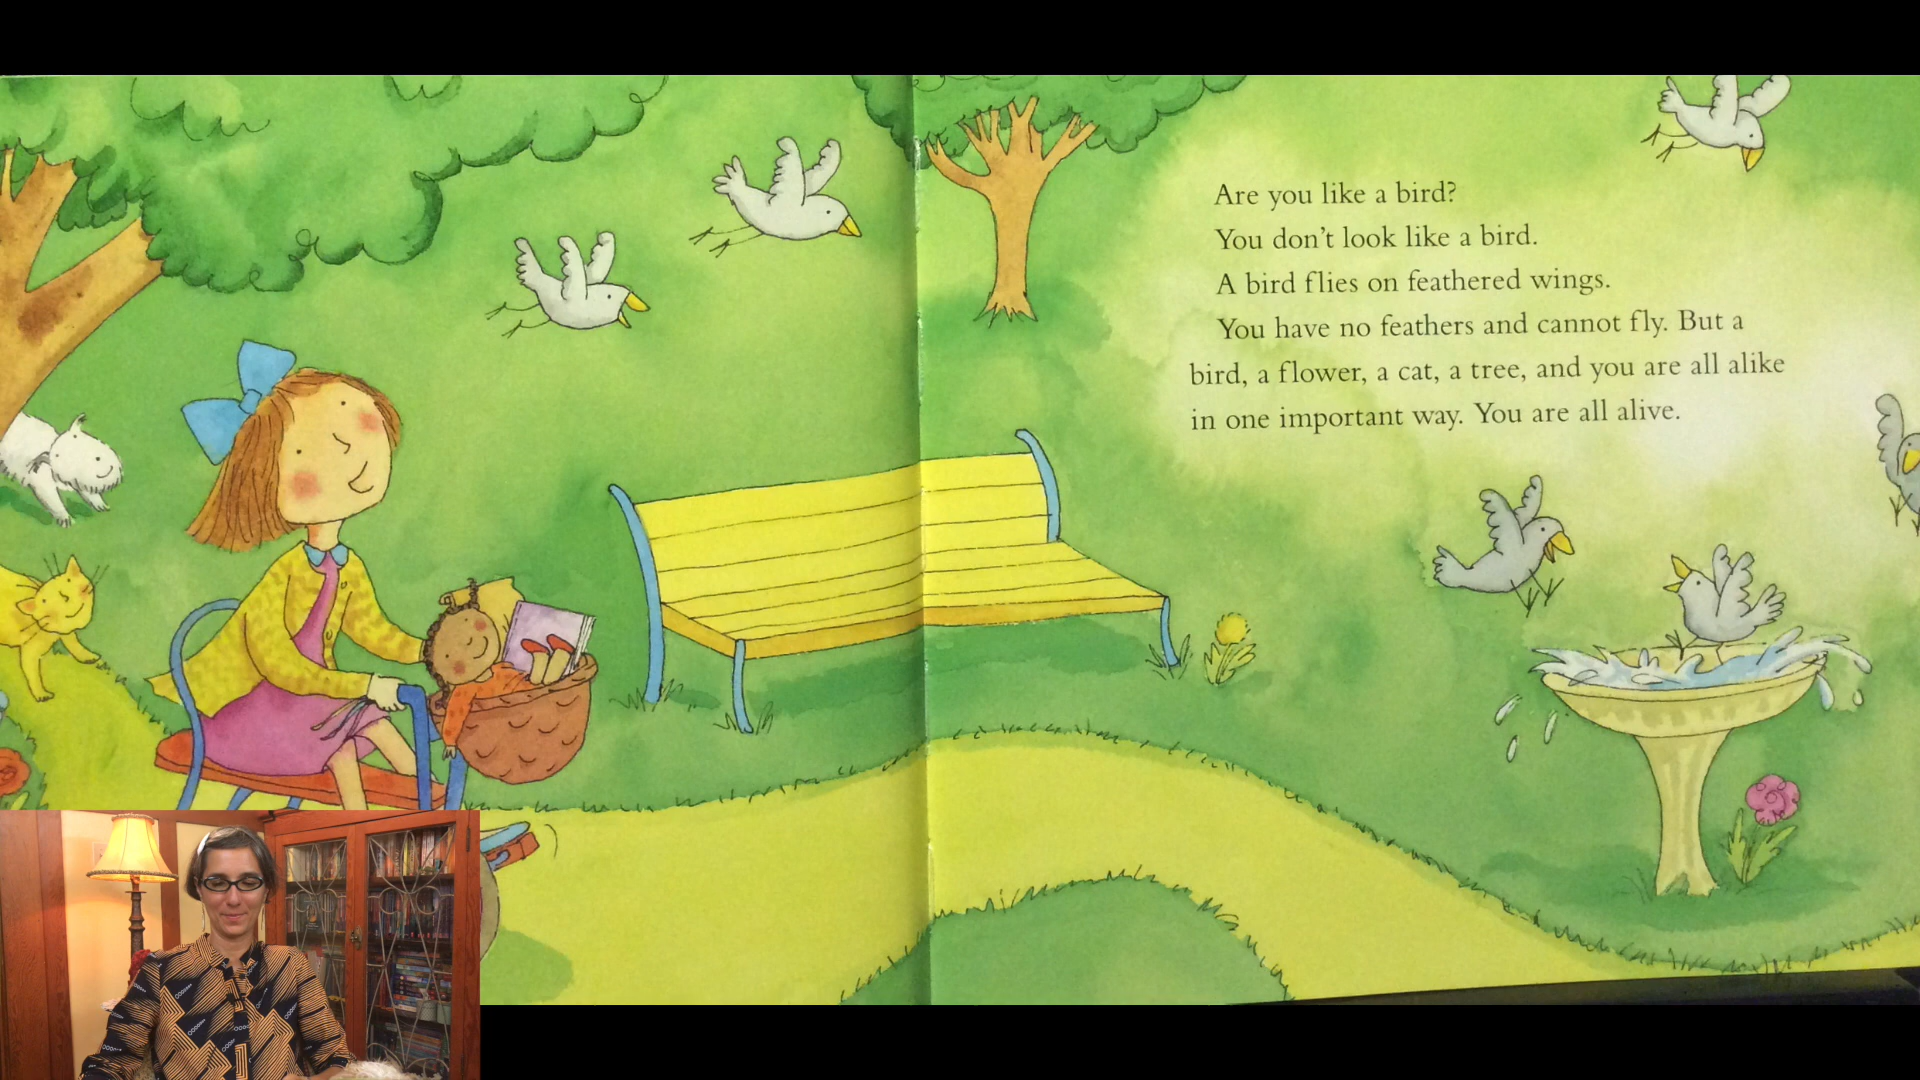 Are you like a bird?
You don't look like a bird.
A bird flies on feathered wings.
You have no feathers and cannot fly. But a
bird, a flower, a cat, a tree, and you are all alike
in one important way. You are all alive.